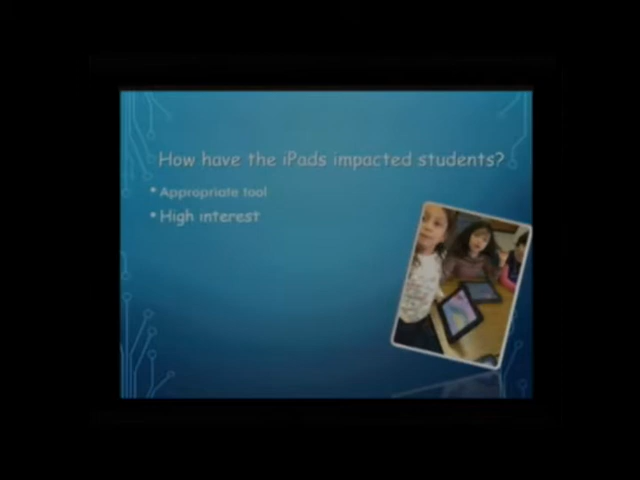 How have the iPads impacted students?
• Appropriate tool
• High interest